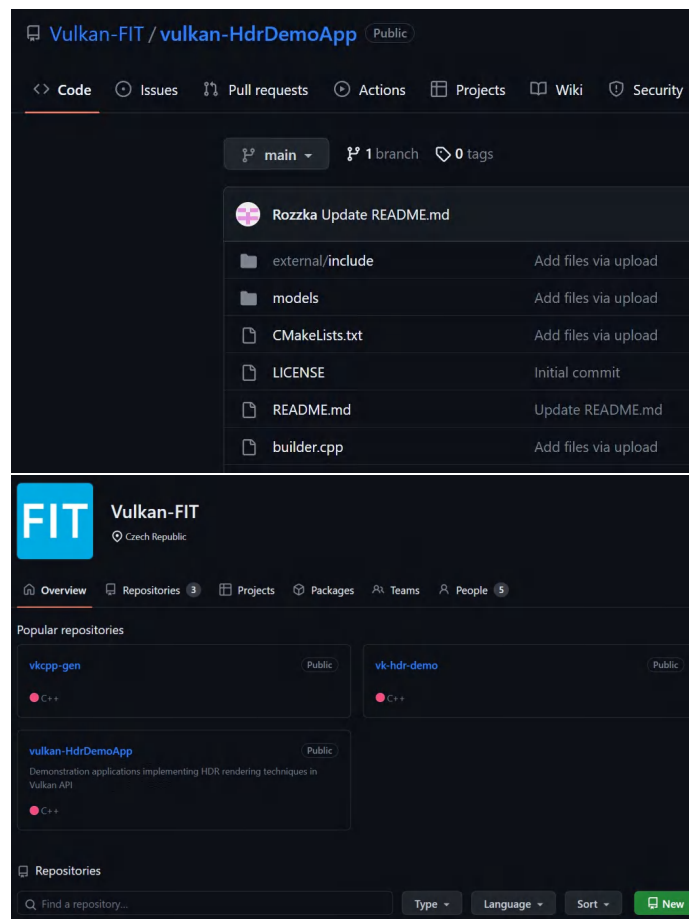 Vulkan-FIT / vulkan-HdrDemoApp Public
Code Issues Pull requests Actions Projects Wiki Security
main 1 branch 0 tags
Rozzka Update README.md
external/include Add files via upload
models Add files via upload
CMakeLists.txt Add files via upload
LICENSE Initial commit
README.md Update README.md
builder.cpp Add files via upload
FIT
Vulkan-FIT
Czech Republic
Overview Repositories 3 Projects Packages Teams People 5
Popular repositories
vkcpp-gen Public
C++
vk-hdr-demo Public
C++
vulkan-HdrDemoApp Public
Demonstration applications implementing HDR rendering techniques in
Vulkan API
C++
Repositories
Find a repository... Type Language Sort New